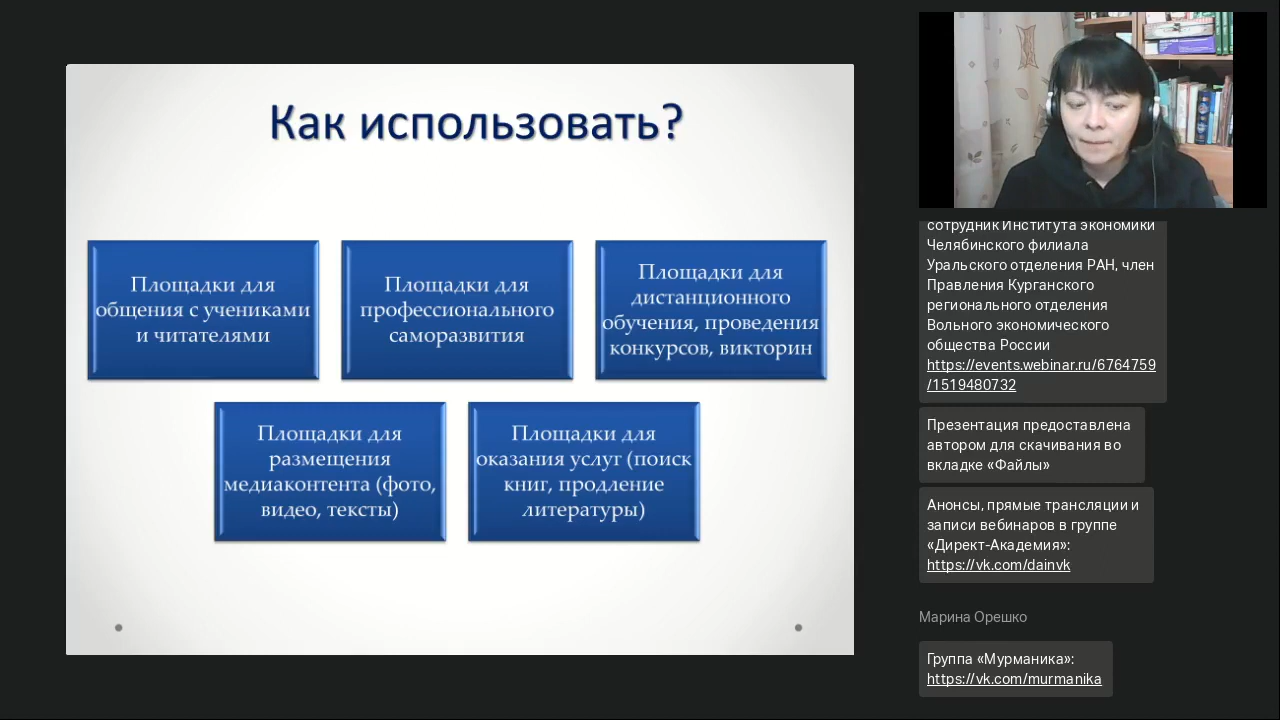 Как использовать?
Площадки для
общения с учениками
и читателями
Площадки для
профессионального
саморазвития
Площадки для
дистанционного
обучения, проведения
конкурсов, викторин
Площадки для
размещения
медиаконтента (фото,
видео, тексты)
Площадки для
оказания услуг (поиск
книг, продление
литературы)
сотрудник Института экономики
Челябинского филиала
Уральского отделения РАН, член
Правления Курганского
регионального отделения
Вольного экономического
общества России
https://events.webinar.ru/6764759
/1519480732
Презентация предоставлена
автором для скачивания во
вкладке «Файлы»
Анонсы, прямые трансляции и
записи вебинаров в группе
«Директ-Академия»:
https://vk.com/dainvk
Марина Орешко
Группа «Мурманика»:
https://vk.com/murmanika